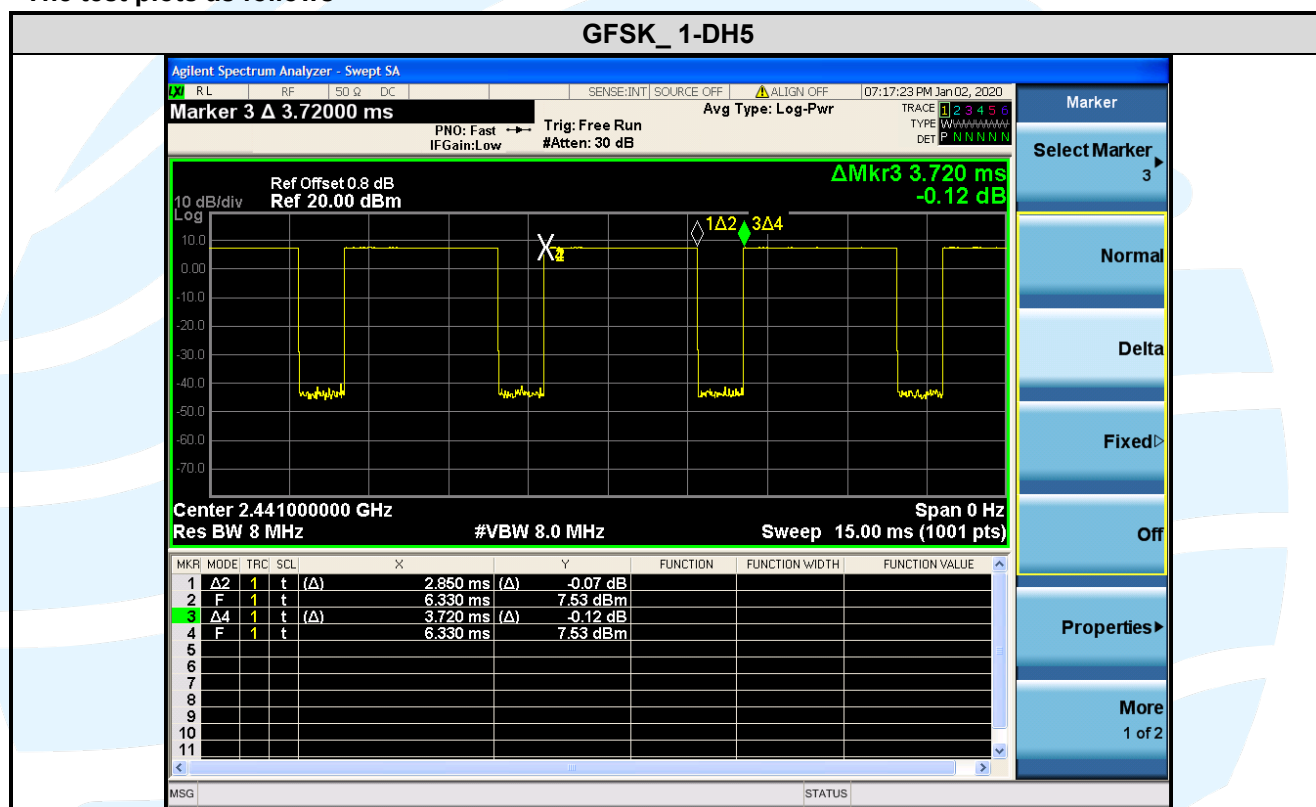 The test plots as follows
GFSK_ 1-DH5
Agilent Spectrum Analyzer - Swept SA
LXI RL RF 50 Ω DC SENSE:INT SOURCE OFF ALIGN OFF 07:17:23 PM Jan 02, 2020
Marker 3 Δ 3.72000 ms
PNO: Fast
IFGain:Low
Trig: Free Run
#Atten: 30 dB
Avg Type: Log-Pwr
TRACE 1 2 3 4 5 6
TYPE WWWWWW
DET P N N N N N
ΔMkr3 3.720 ms
-0.12 dB
Ref Offset 0.8 dB
10 dB/div Ref 20.00 dBm
Log
10.0
0.00
-10.0
-20.0
-30.0
-40.0
-50.0
-60.0
-70.0
1Δ2 3Δ4
Center 2.441000000 GHz Span 0 Hz
Res BW 8 MHz #VBW 8.0 MHz Sweep 15.00 ms (1001 pts)
MKR MODE TRC SCL X Y FUNCTION FUNCTION WIDTH FUNCTION VALUE
1 Δ2 1 t (Δ) 2.850 ms (Δ) -0.07 dB
2 F 1 t 6.330 ms 7.53 dBm
3 Δ4 1 t (Δ) 3.720 ms (Δ) -0.12 dB
4 F 1 t 6.330 ms 7.53 dBm
5
6
7
8
9
10
11
MSG STATUS
Marker
Select Marker
3
Normal
Delta
Fixed
Off
Properties
More
1 of 2